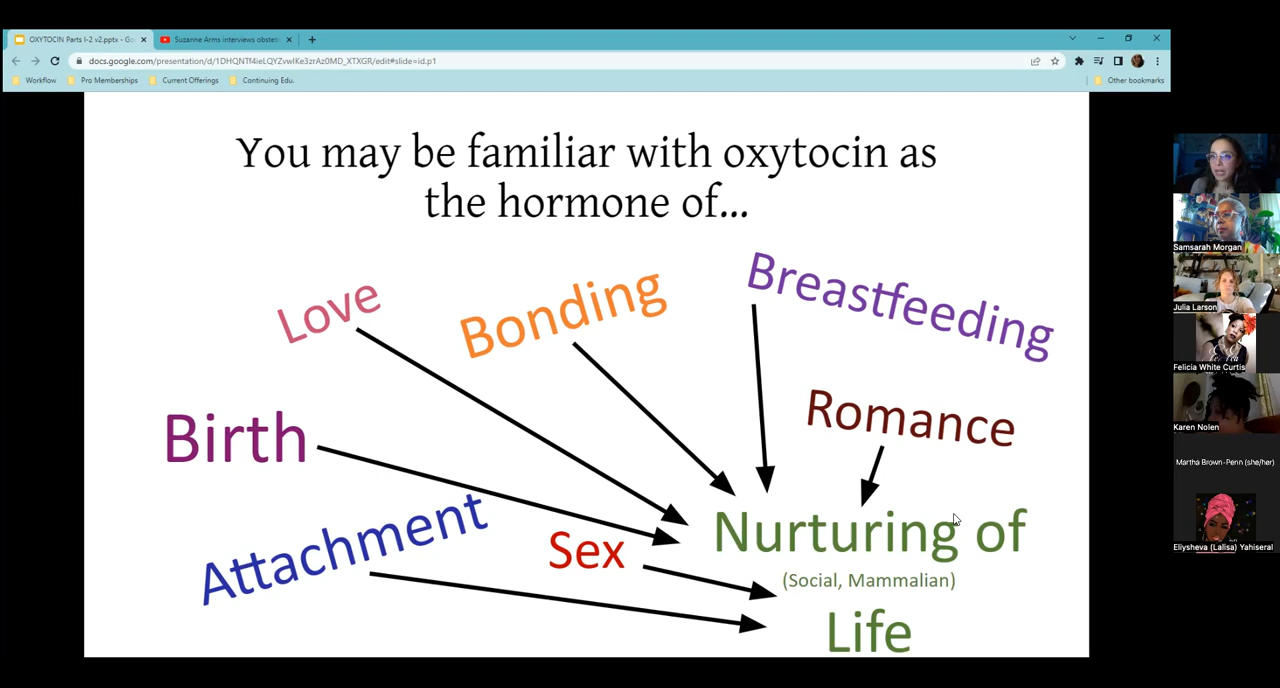 OXYTOCIN Parts I-2 v2.pptx - Go
Suzanne Arms interviews obstet
docs.google.com/presentation/d/1DHQNTf4ieLQYZvwlKe3zrAz0MD_XTXGR/edit#slide=id.p1
Workflow
Pro Memberships
Current Offerings
Continuing Edu.
Other bookmarks
You may be familiar with oxytocin as
the hormone of...
Love
Bonding
Breastfeeding
Birth
Romance
Attachment
Sex
Nurturing of
(Social, Mammalian)
Life
Samsarah Morgan
Julia Larson
Felicia White Curtis
Karen Nolen
Martha Brown-Penn (she/her)
Eliysheva (Lalisa) Yahiseral